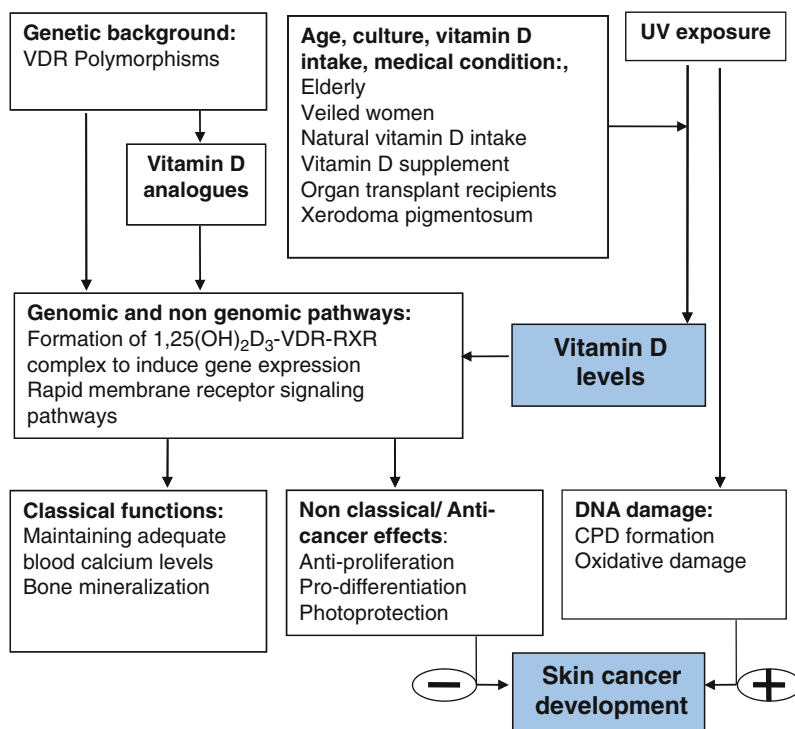 Genetic background:
VDR Polymorphisms
Age, culture, vitamin D
intake, medical condition:,
Elderly
Veiled women
Natural vitamin D intake
Vitamin D supplement
Organ transplant recipients
Xerodoma pigmentosum
UV exposure
Vitamin D
analogues
Genomic and non genomic pathways:
Formation of 1,25(OH)₂D₃-VDR-RXR
complex to induce gene expression
Rapid membrane receptor signaling
pathways
Vitamin D
levels
Classical functions:
Maintaining adequate
blood calcium levels
Bone mineralization
Non classical/ Anti-
cancer effects:
Anti-proliferation
Pro-differentiation
Photoprotection
DNA damage:
CPD formation
Oxidative damage
−
Skin cancer
development
+